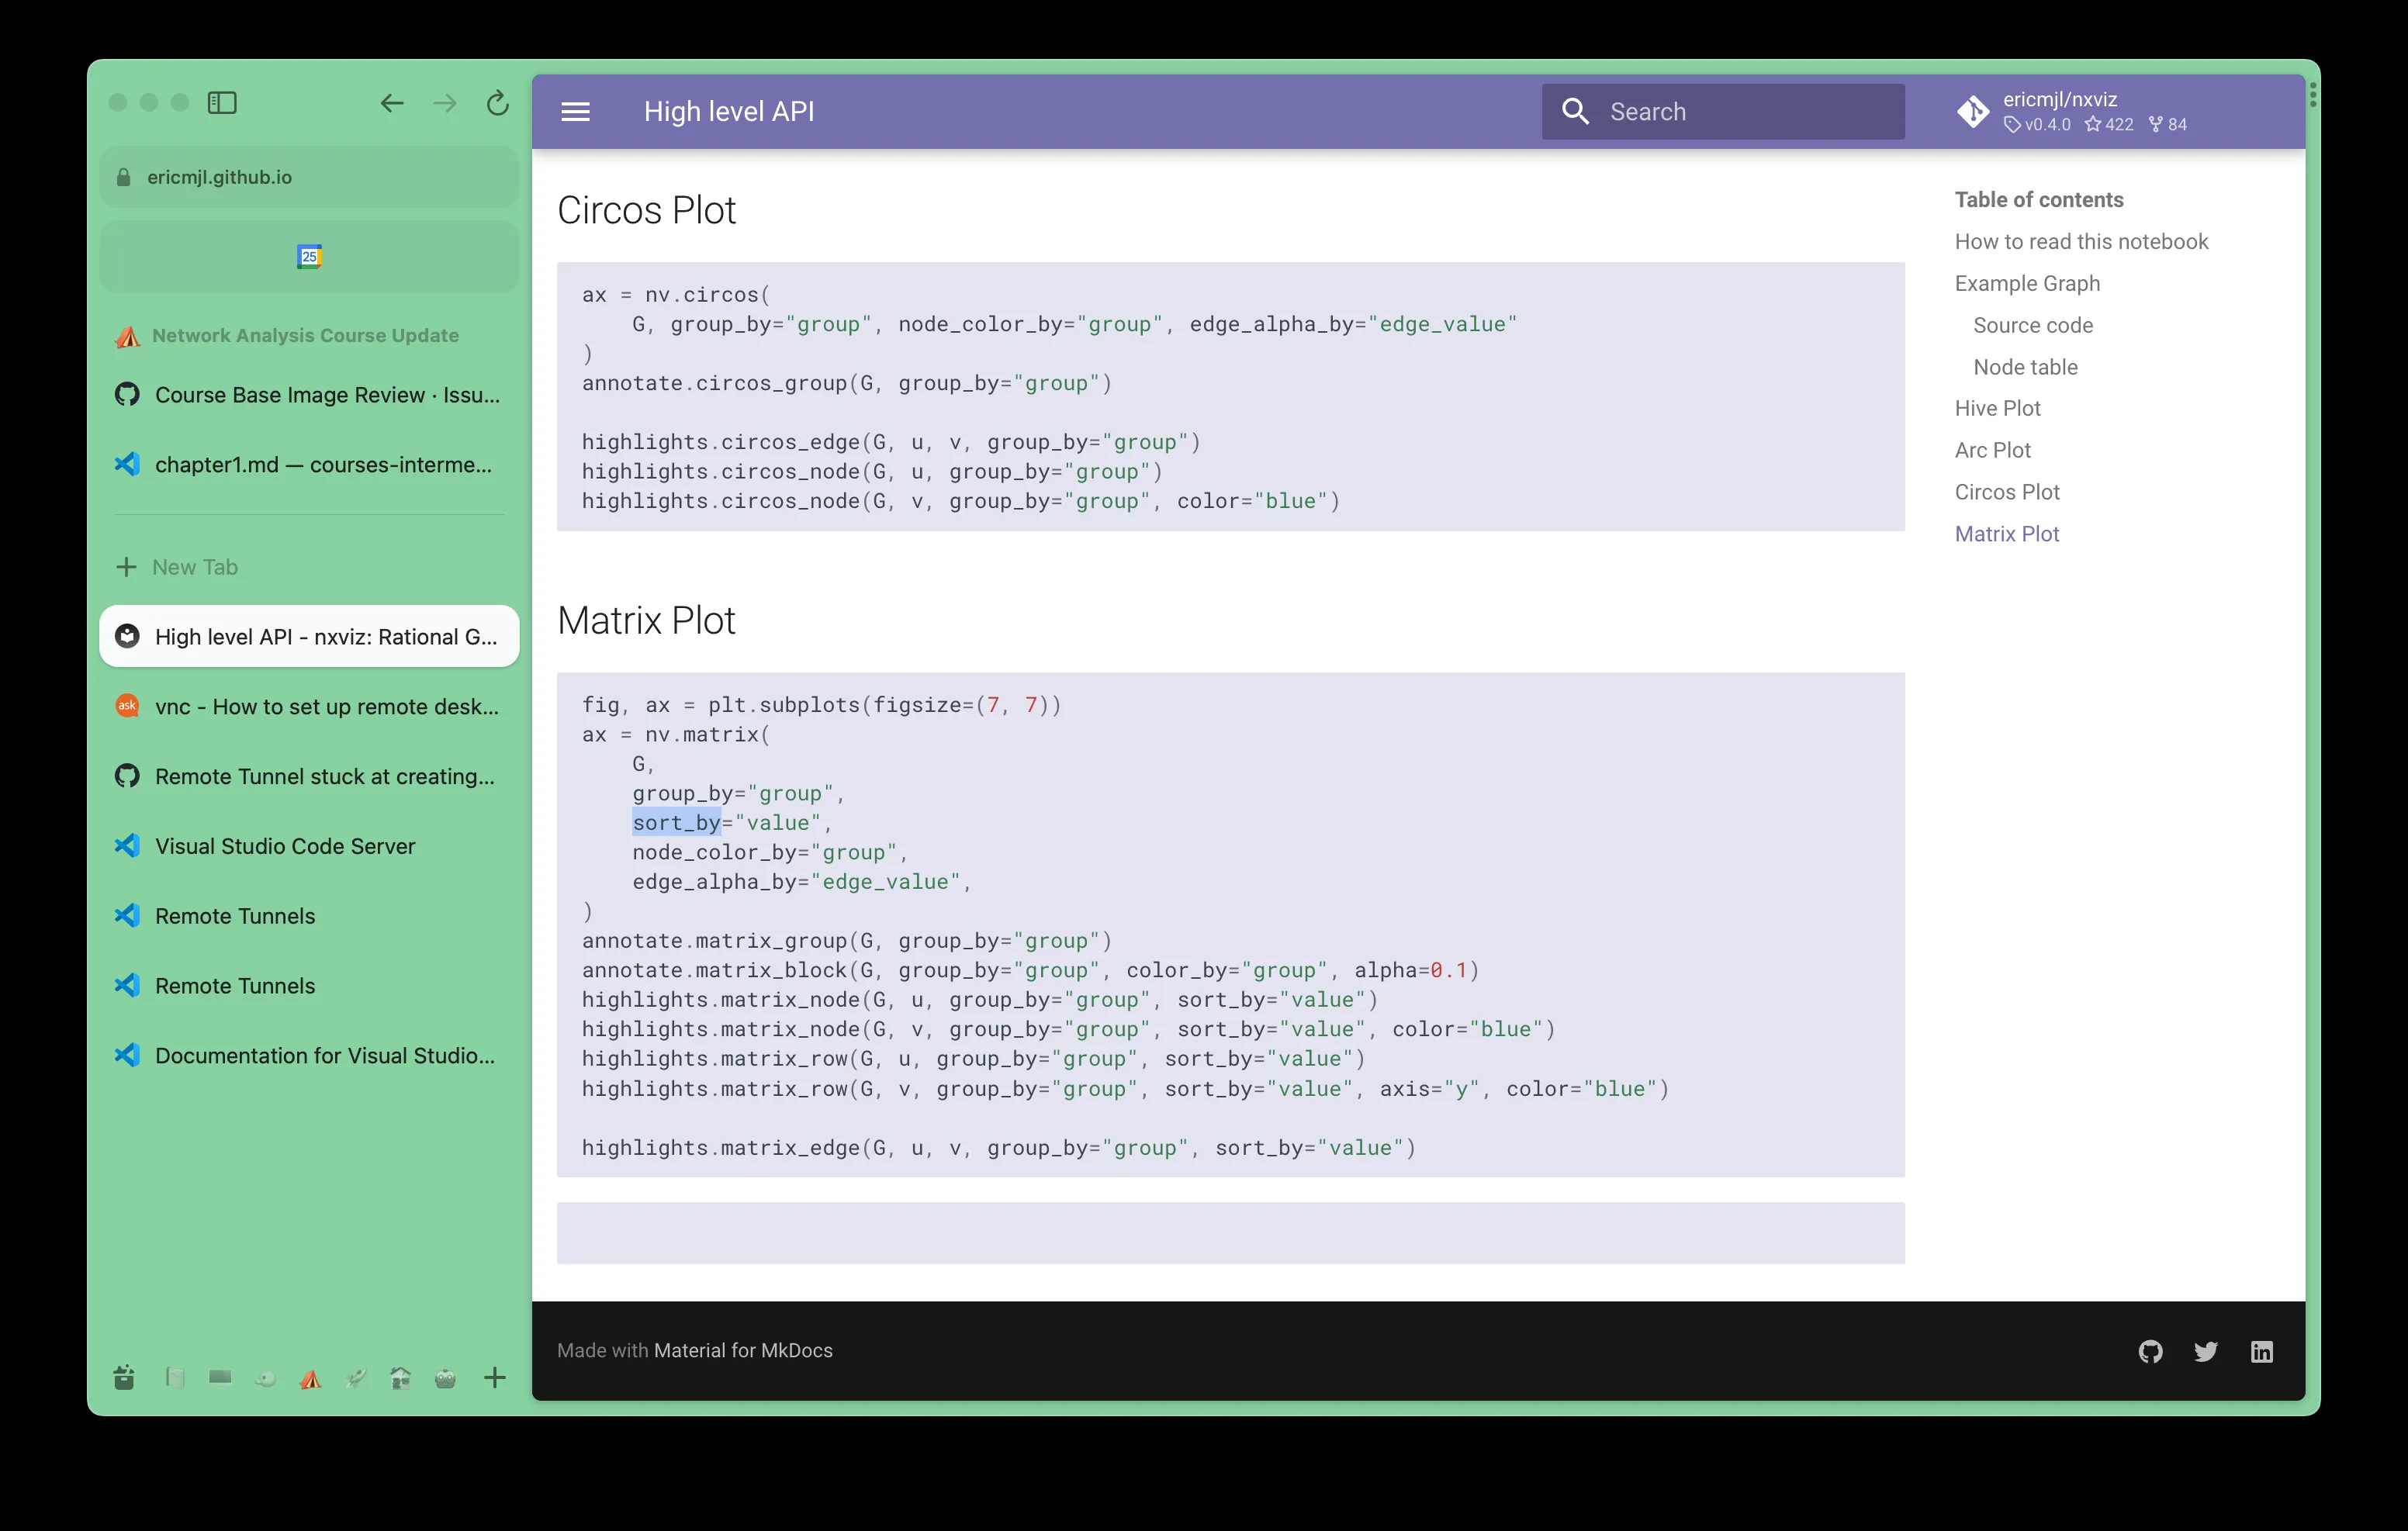 ericmjl.github.io
25
Network Analysis Course Update
Course Base Image Review · Issu...
chapter1.md — courses-interme...
New Tab
High level API - nxviz: Rational G...
ask
vnc - How to set up remote desk...
Remote Tunnel stuck at creating...
Visual Studio Code Server
Remote Tunnels
Remote Tunnels
Documentation for Visual Studio...
High level API
Search
ericmjl/nxviz
v0.4.0 422 84
Circos Plot
ax = nv.circos(
    G, group_by="group", node_color_by="group", edge_alpha_by="edge_value"
)
annotate.circos_group(G, group_by="group")
highlights.circos_edge(G, u, v, group_by="group")
highlights.circos_node(G, u, group_by="group")
highlights.circos_node(G, v, group_by="group", color="blue")
Matrix Plot
fig, ax = plt.subplots(figsize=(7, 7))
ax = nv.matrix(
    G,
    group_by="group",
    sort_by="value",
    node_color_by="group",
    edge_alpha_by="edge_value",
)
annotate.matrix_group(G, group_by="group")
annotate.matrix_block(G, group_by="group", color_by="group", alpha=0.1)
highlights.matrix_node(G, u, group_by="group", sort_by="value")
highlights.matrix_node(G, v, group_by="group", sort_by="value", color="blue")
highlights.matrix_row(G, u, group_by="group", sort_by="value")
highlights.matrix_row(G, v, group_by="group", sort_by="value", axis="y", color="blue")
highlights.matrix_edge(G, u, v, group_by="group", sort_by="value")
Table of contents
How to read this notebook
Example Graph
Source code
Node table
Hive Plot
Arc Plot
Circos Plot
Matrix Plot
Made with Material for MkDocs
in